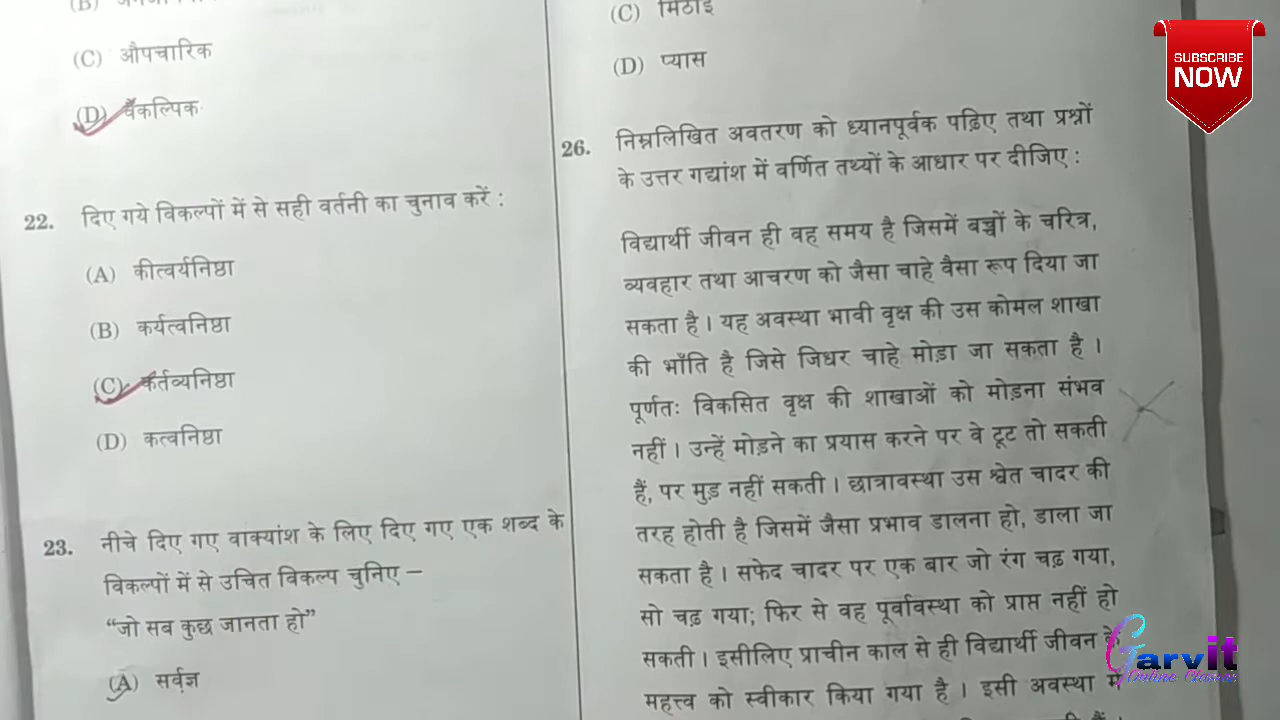 (C) औपचारिक
(D) वैकल्पिक
22. दिए गये विकल्पों में से सही वर्तनी का चुनाव करें :
(A) कीत्वर्यनिष्ठा
(B) कर्यत्वनिष्ठा
(C) कर्तव्यनिष्ठा
(D) कत्वनिष्ठा
23. नीचे दिए गए वाक्यांश के लिए दिए गए एक शब्द के
विकल्पों में से उचित विकल्प चुनिए –
“जो सब कुछ जानता हो”
(A) सर्वज्ञ
(C) मिठाई
(D) प्यास
26. निम्नलिखित अवतरण को ध्यानपूर्वक पढ़िए तथा प्रश्नों
के उत्तर गद्यांश में वर्णित तथ्यों के आधार पर दीजिए :
विद्यार्थी जीवन ही वह समय है जिसमें बच्चों के चरित्र,
व्यवहार तथा आचरण को जैसा चाहे वैसा रूप दिया जा
सकता है । यह अवस्था भावी वृक्ष की उस कोमल शाखा
की भाँति है जिसे जिधर चाहे मोड़ा जा सकता है ।
पूर्णतः विकसित वृक्ष की शाखाओं को मोड़ना संभव
नहीं । उन्हें मोड़ने का प्रयास करने पर वे टूट तो सकती
हैं, पर मुड़ नहीं सकती । छात्रावस्था उस श्वेत चादर की
तरह होती है जिसमें जैसा प्रभाव डालना हो, डाला जा
सकता है । सफेद चादर पर एक बार जो रंग चढ़ गया,
सो चढ़ गया; फिर से वह पूर्वावस्था को प्राप्त नहीं हो
सकती । इसीलिए प्राचीन काल से ही विद्यार्थी जीवन के
महत्त्व को स्वीकार किया गया है । इसी अवस्था में
SUBSCRIBE
NOW
Garvit
Online Classes